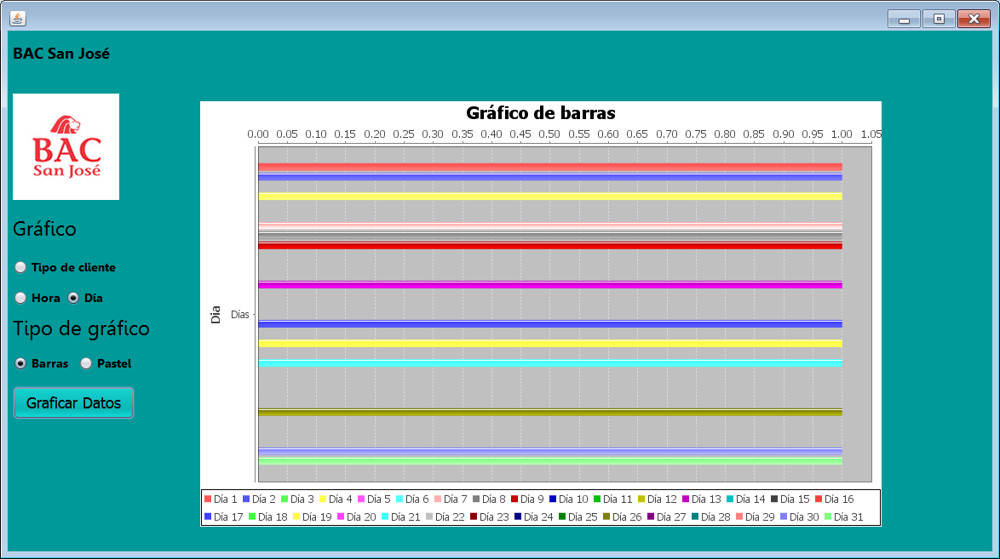 BAC San José
BAC
San José
Gráfico
Tipo de cliente
Hora Día
Tipo de gráfico
Barras Pastel
Graficar Datos
Gráfico de barras
0.00 0.05 0.10 0.15 0.20 0.25 0.30 0.35 0.40 0.45 0.50 0.55 0.60 0.65 0.70 0.75 0.80 0.85 0.90 0.95 1.00 1.05
Dia
Días
Día 1 Día 2 Día 3 Día 4 Día 5 Día 6 Día 7 Día 8 Día 9 Día 10 Día 11 Día 12 Día 13 Día 14 Día 15 Día 16
Día 17 Día 18 Día 19 Día 20 Día 21 Día 22 Día 23 Día 24 Día 25 Día 26 Día 27 Día 28 Día 29 Día 30 Día 31